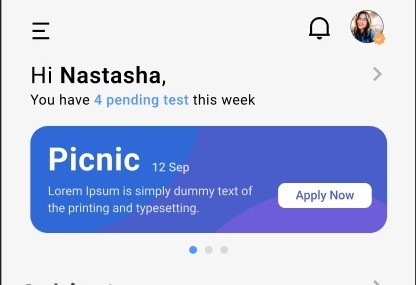 Hi Nastasha,
You have 4 pending test this week
Picnic 12 Sep
Lorem Ipsum is simply dummy text of
the printing and typesetting.
Apply Now